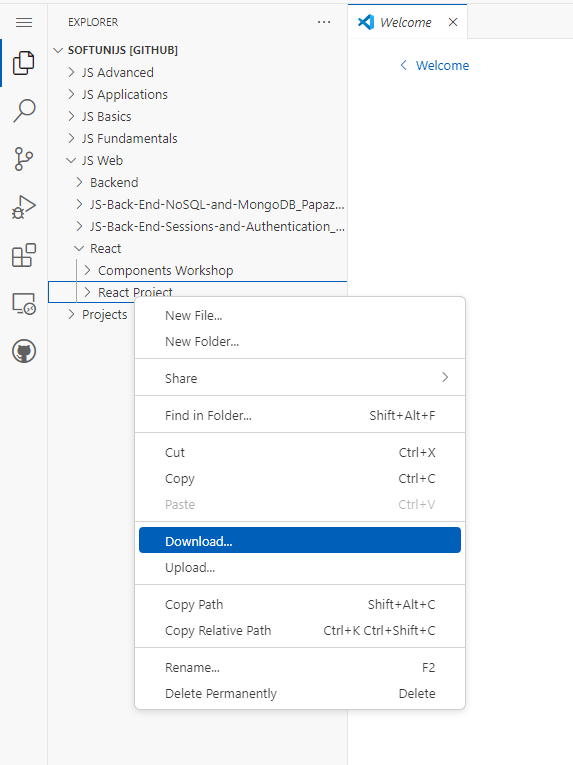 EXPLORER
SOFTUNIJS [GITHUB]
JS Advanced
JS Applications
JS Basics
JS Fundamentals
JS Web
Backend
JS-Back-End-NoSQL-and-MongoDB_Papaz...
JS-Back-End-Sessions-and-Authentication_...
React
Components Workshop
React Project
Projects
Welcome
Welcome
New File...
New Folder...
Share
Find in Folder... Shift+Alt+F
Cut Ctrl+X
Copy Ctrl+C
Paste Ctrl+V
Download...
Upload...
Copy Path Shift+Alt+C
Copy Relative Path Ctrl+K Ctrl+Shift+C
Rename... F2
Delete Permanently Delete